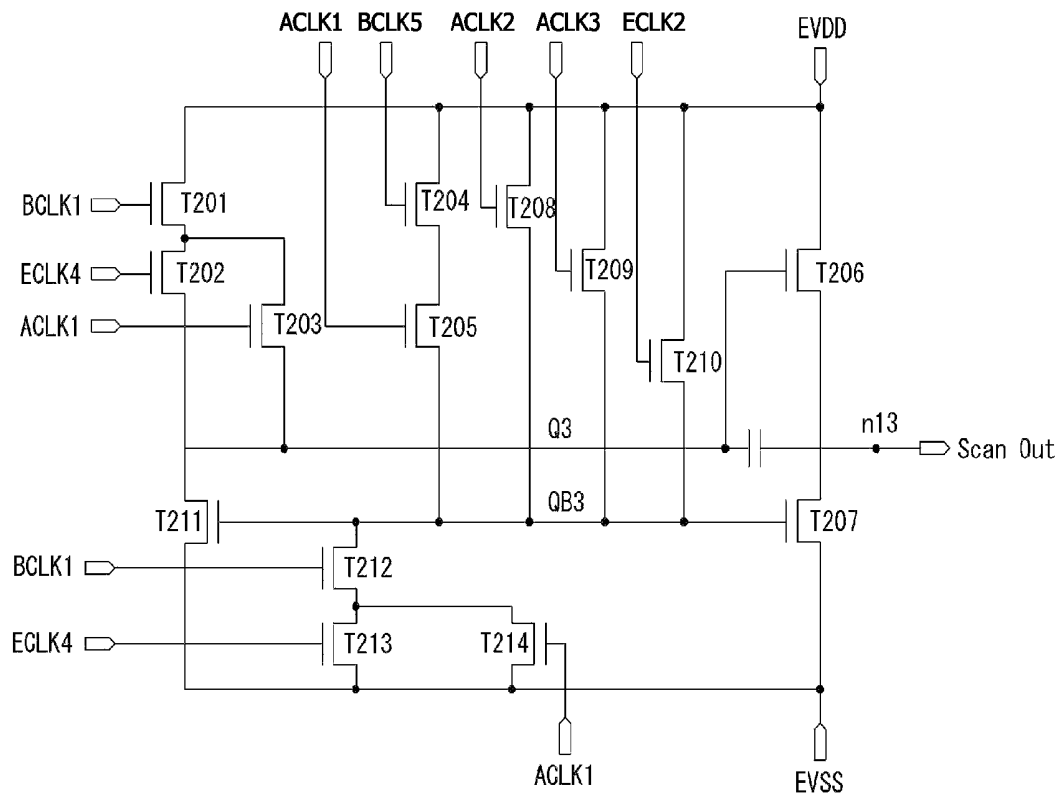 ACLK1 BCLK5 ACLK2 ACLK3 ECLK2 EVDD
BCLK1 T201 T204 T208
ECLK4 T202 T209 T206
ACLK1 T203 T205
T210
Q3 n13 Scan Out
QB3
T211 T207
BCLK1 T212
ECLK4 T213 T214
ACLK1 EVSS